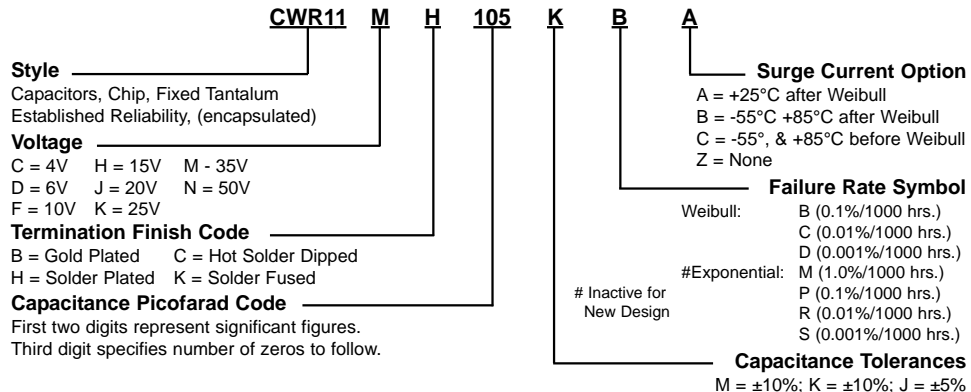 CWR11 M H 105 K B A
Style
Capacitors, Chip, Fixed Tantalum
Established Reliability, (encapsulated)
Voltage
C = 4V H = 15V M - 35V
D = 6V J = 20V N = 50V
F = 10V K = 25V
Termination Finish Code
B = Gold Plated C = Hot Solder Dipped
H = Solder Plated K = Solder Fused
Capacitance Picofarad Code
First two digits represent significant figures.
Third digit specifies number of zeros to follow.
Surge Current Option
A = +25°C after Weibull
B = -55°C +85°C after Weibull
C = -55°, & +85°C before Weibull
Z = None
Failure Rate Symbol
Weibull: B (0.1%/1000 hrs.)
C (0.01%/1000 hrs.)
D (0.001%/1000 hrs.)
#Exponential: M (1.0%/1000 hrs.)
P (0.1%/1000 hrs.)
R (0.01%/1000 hrs.)
S (0.001%/1000 hrs.)
# Inactive for
New Design
Capacitance Tolerances
M = ±10%; K = ±10%; J = ±5%